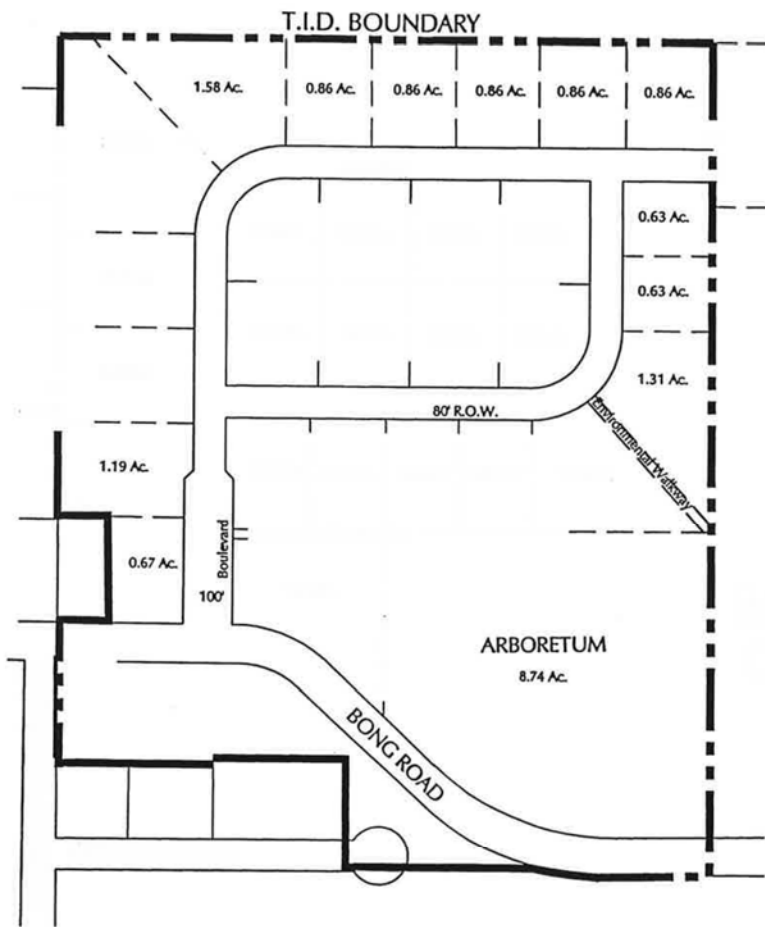 T.I.D. BOUNDARY
1.58 Ac.
0.86 Ac.
0.86 Ac.
0.86 Ac.
0.86 Ac.
0.86 Ac.
0.63 Ac.
0.63 Ac.
1.31 Ac.
80' R.O.W.
Environmental Walkway
1.19 Ac.
0.67 Ac.
Boulevard
100'
ARBORETUM
8.74 Ac.
BONG ROAD